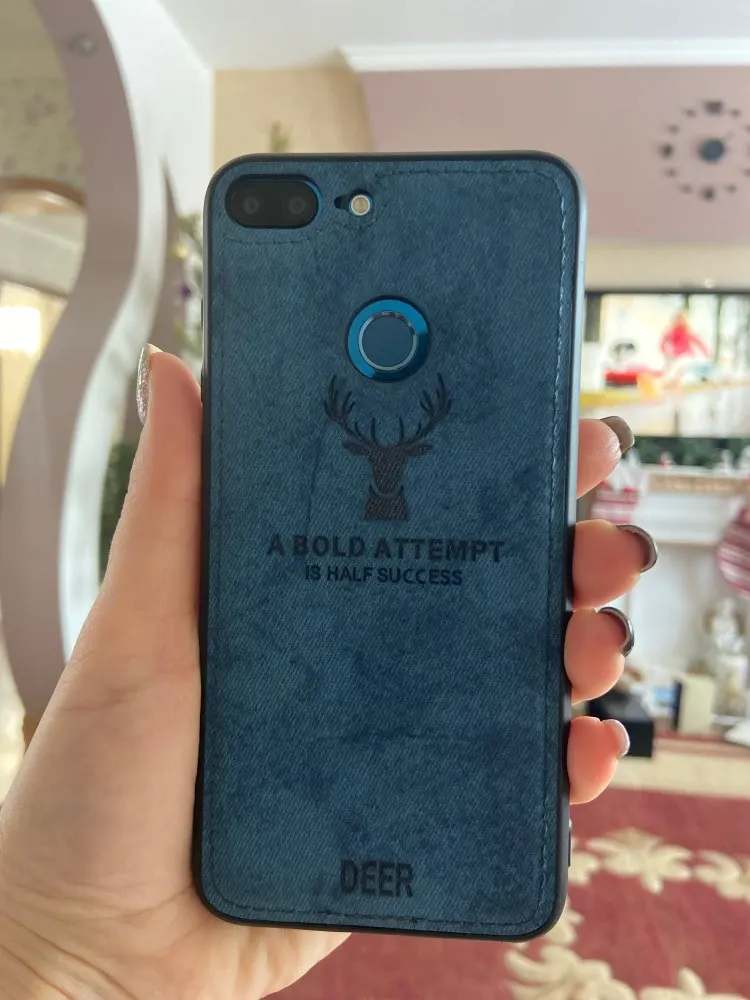 A BOLD ATTEMPT
IS HALF SUCCESS
DEER